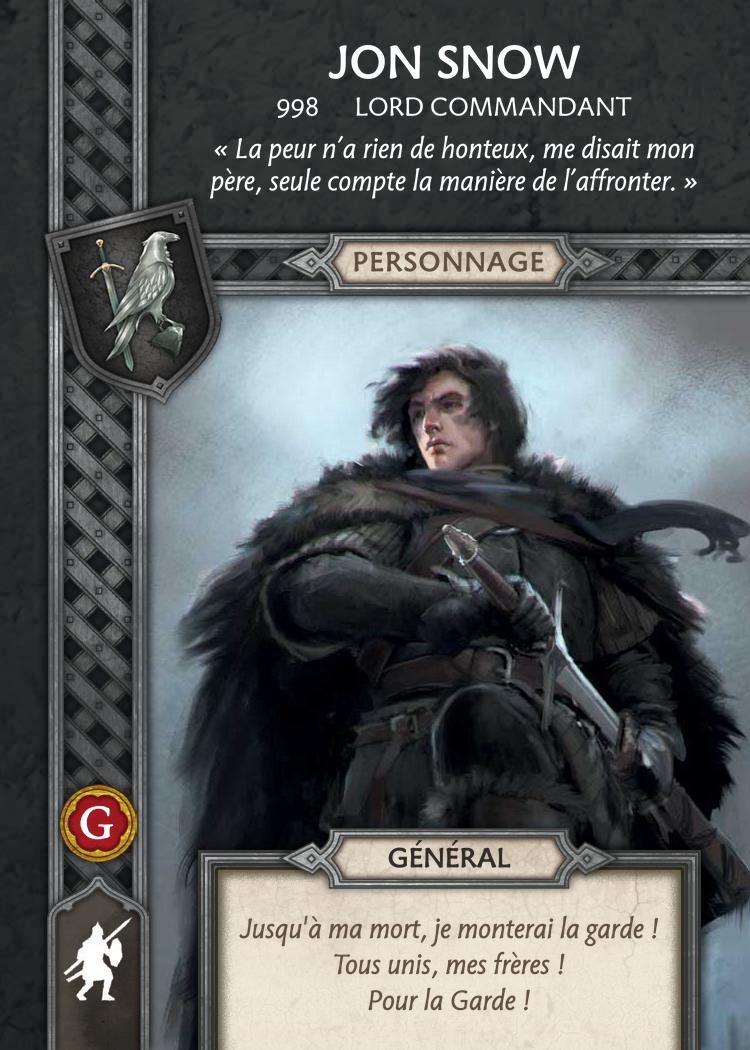 JON SNOW
998 LORD COMMANDANT
« La peur n’a rien de honteux, me disait mon
père, seule compte la manière de l’affronter. »
PERSONNAGE
G
GÉNÉRAL
Jusqu'à ma mort, je monterai la garde !
Tous unis, mes frères !
Pour la Garde !